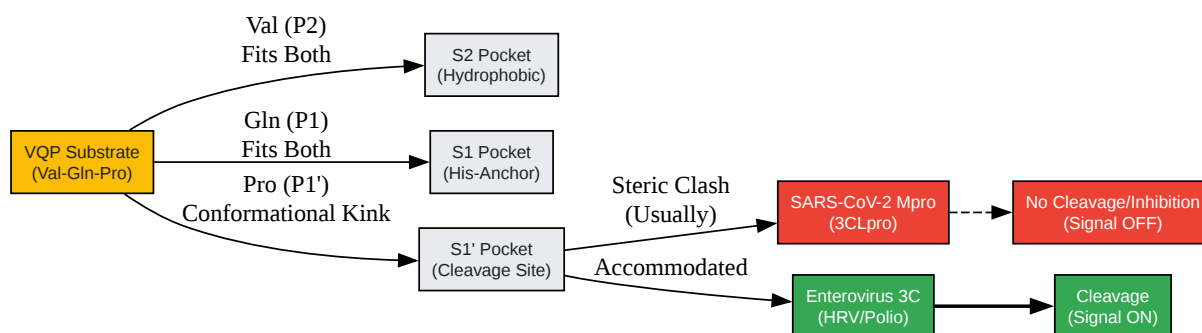 Val (P2)
Fits Both
S2 Pocket
(Hydrophobic)
VQP Substrate
(Val-Gln-Pro)
Gln (P1)
Fits Both
S1 Pocket
(His-Anchor)
Pro (P1')
Conformational Kink
S1' Pocket
(Cleavage Site)
Steric Clash
(Usually)
SARS-CoV-2 Mpro
(3CLpro)
No Cleavage/Inhibition
(Signal OFF)
Accommodated
Enterovirus 3C
(HRV/Polio)
Cleavage
(Signal ON)